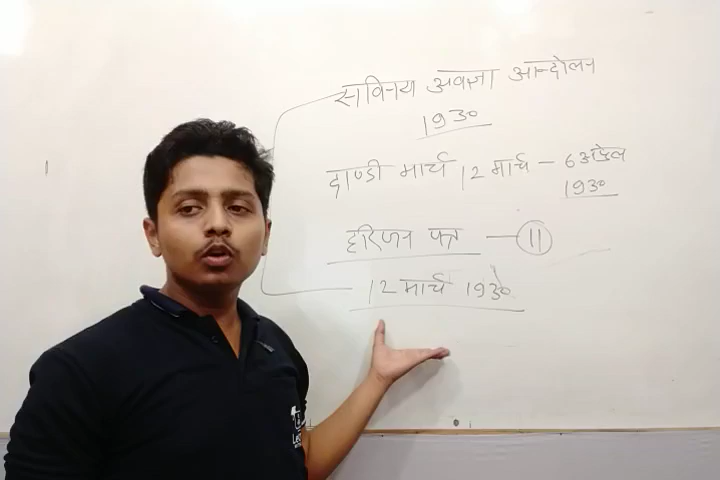 सविनय अवज्ञा आन्दोलन
1930
दाण्डी मार्च 12 मार्च - 6 अप्रैल
1930
हरिजन पत्र - 11
12 मार्च 1930